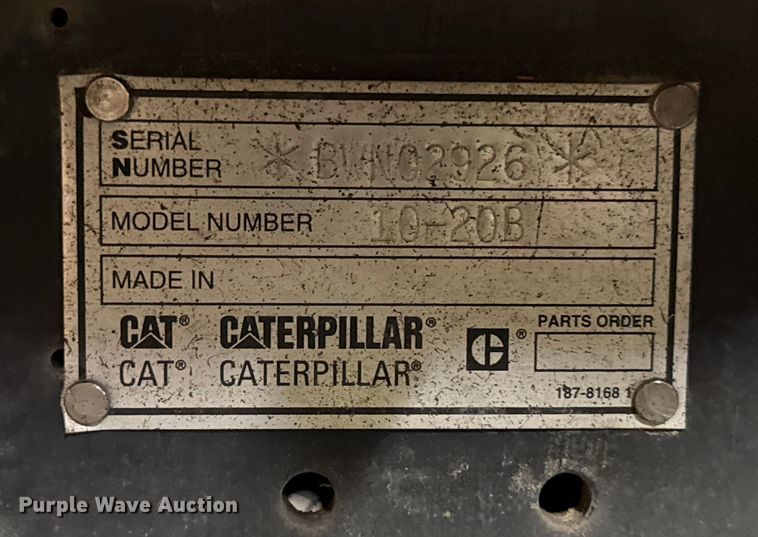 SERIAL
NUMBER *BWN02926*
MODEL NUMBER 10-20B
MADE IN
CAT® CATERPILLAR® ®
CAT® CATERPILLAR®
PARTS ORDER
187-8168 1
Purple Wave Auction